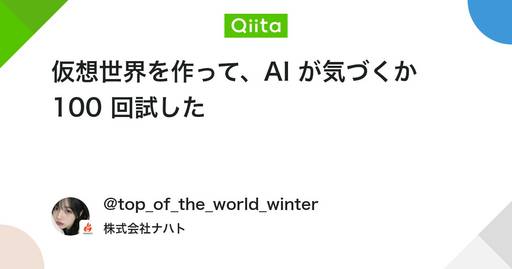 Qiita
仮想世界を作って、AI が気づくか
100 回試した
@top_of_the_world_winter
株式会社ナハト